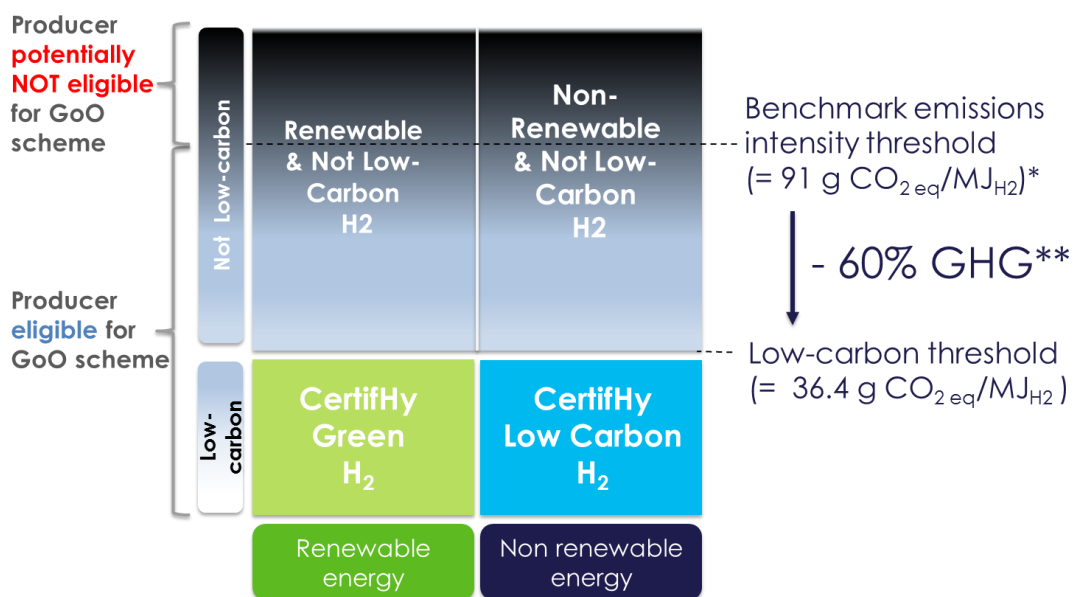 Producer
potentially
NOT eligible
for GoO
scheme
Producer
eligible for
GoO scheme
Not Low-carbon
Low-
carbon
Renewable
& Not Low-
Carbon
H2
Non-
Renewable
& Not Low-
Carbon
H2
CertifHy
Green
H₂
CertifHy
Low Carbon
H₂
Renewable
energy
Non renewable
energy
Benchmark emissions
intensity threshold
(= 91 g CO₂ eq/MJH2)*
- 60% GHG**
Low-carbon threshold
(= 36.4 g CO₂ eq/MJH2 )